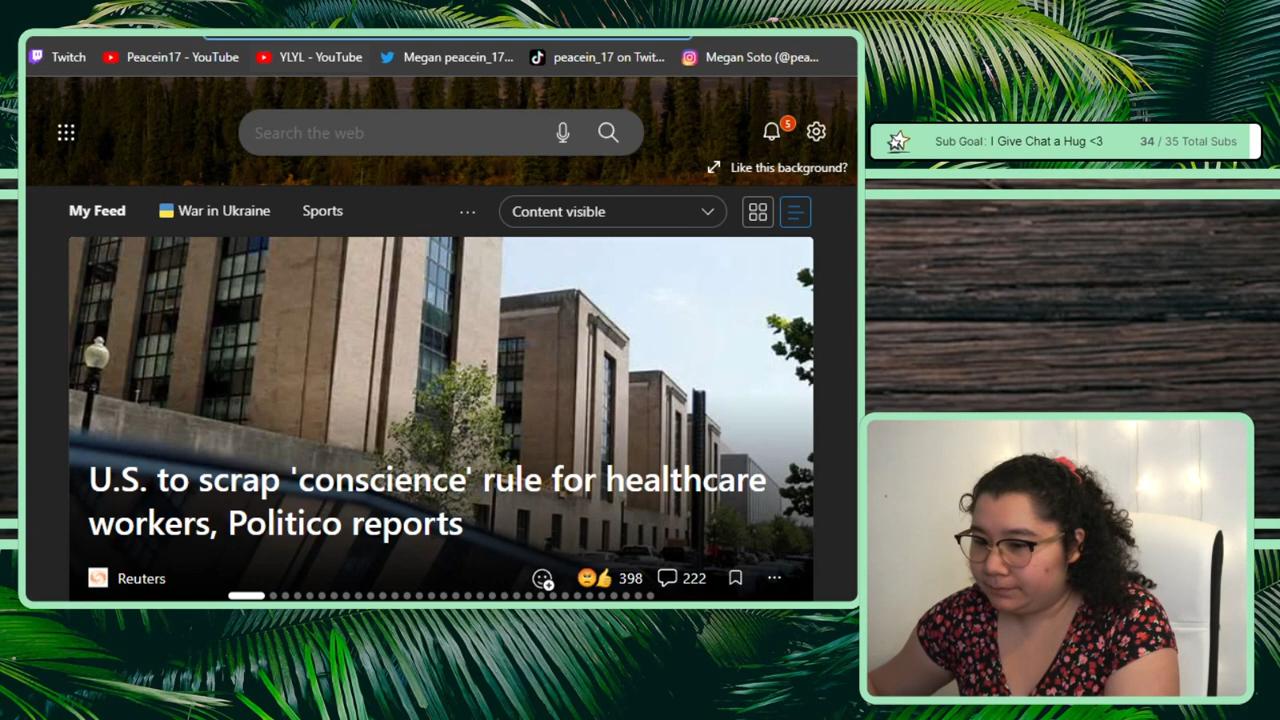 Twitch
Peacein17 - YouTube
YLYL - YouTube
Megan peacein_17...
peacein_17 on Twit...
Megan Soto (@pea...
Search the web
5
Like this background?
My Feed
War in Ukraine
Sports
Content visible
U.S. to scrap 'conscience' rule for healthcare
workers, Politico reports
Reuters
398
222
Sub Goal: I Give Chat a Hug <3
34 / 35 Total Subs